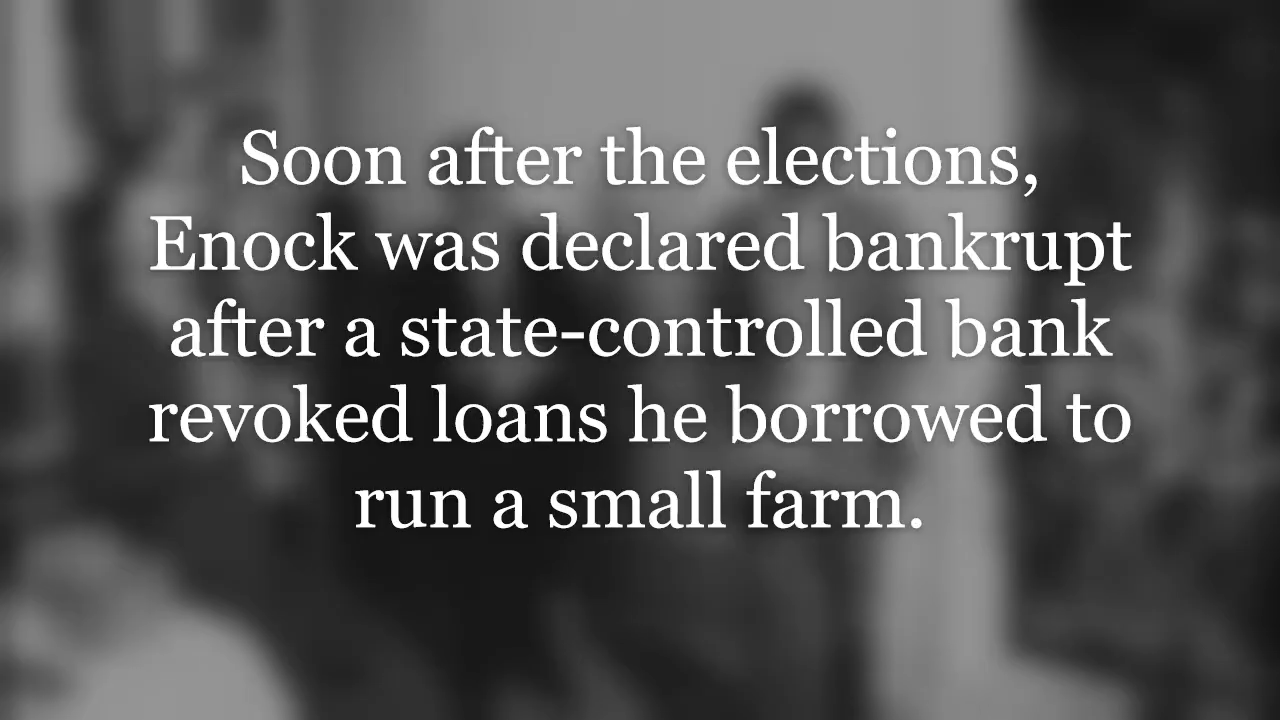 Soon after the elections,
Enock was declared bankrupt
after a state-controlled bank
revoked loans he borrowed to
run a small farm.